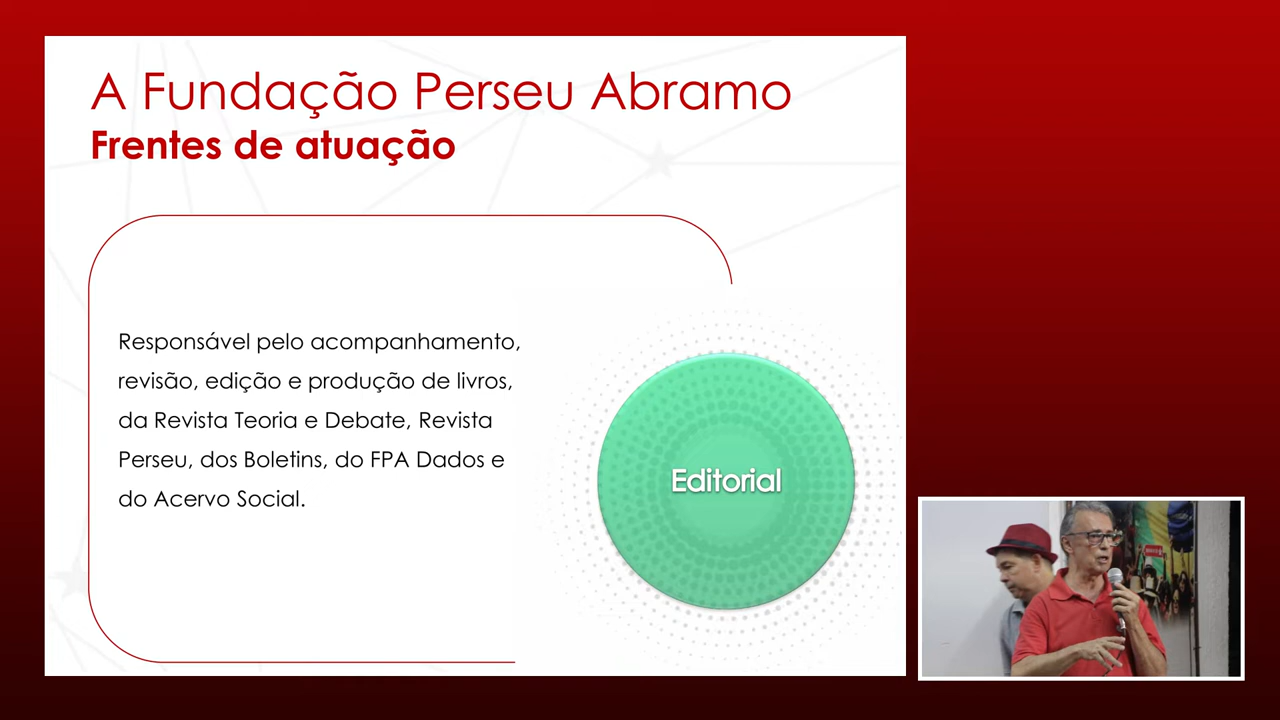 A Fundação Perseu Abramo
Frentes de atuação
Responsável pelo acompanhamento,
revisão, edição e produção de livros,
da Revista Teoria e Debate, Revista
Perseu, dos Boletins, do FPA Dados e
do Acervo Social.
Editorial